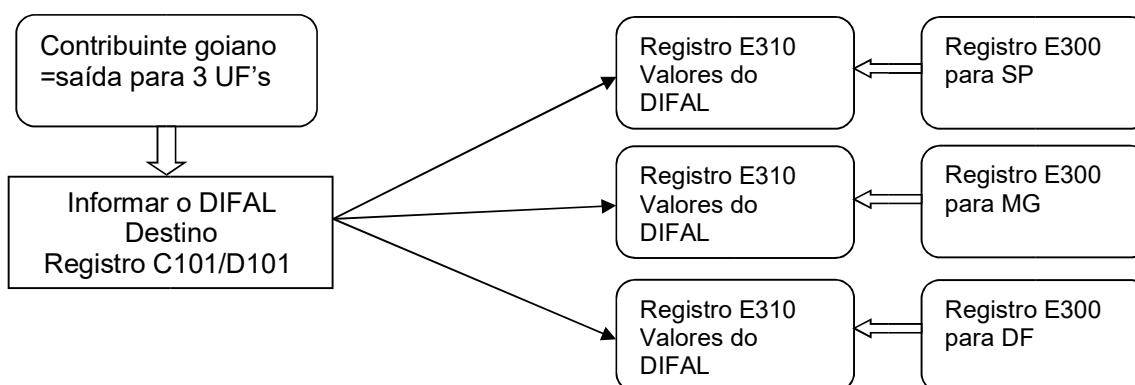 Contribuinte goiano
=saída para 3 UF's
Informar o DIFAL
Destino
Registro C101/D101
Registro E310
Valores do
DIFAL
Registro E300
para SP
Registro E310
Valores do
DIFAL
Registro E300
para MG
Registro E310
Valores do
DIFAL
Registro E300
para DF